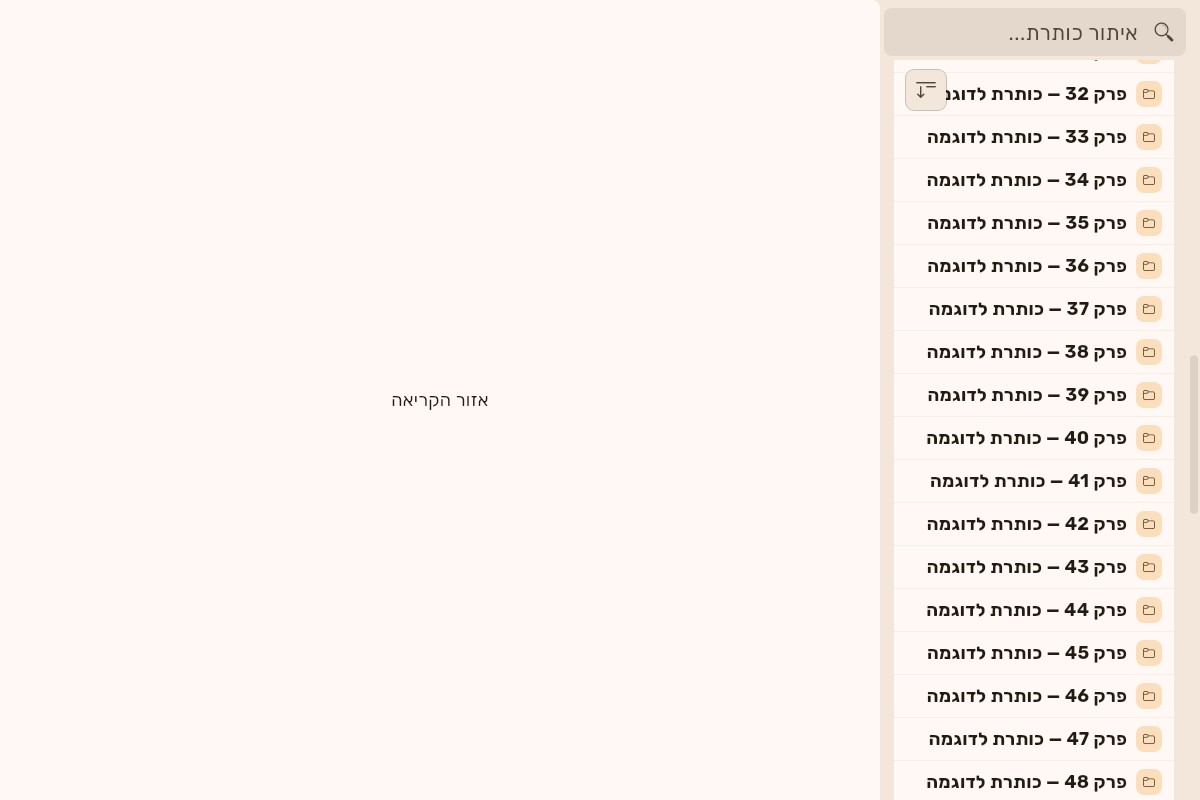 איתור כותרת...
פרק 32 – כותרת לדוגמה
פרק 33 – כותרת לדוגמה
פרק 34 – כותרת לדוגמה
פרק 35 – כותרת לדוגמה
פרק 36 – כותרת לדוגמה
פרק 37 – כותרת לדוגמה
פרק 38 – כותרת לדוגמה
פרק 39 – כותרת לדוגמה
פרק 40 – כותרת לדוגמה
פרק 41 – כותרת לדוגמה
פרק 42 – כותרת לדוגמה
פרק 43 – כותרת לדוגמה
פרק 44 – כותרת לדוגמה
פרק 45 – כותרת לדוגמה
פרק 46 – כותרת לדוגמה
פרק 47 – כותרת לדוגמה
פרק 48 – כותרת לדוגמה
אזור הקריאה